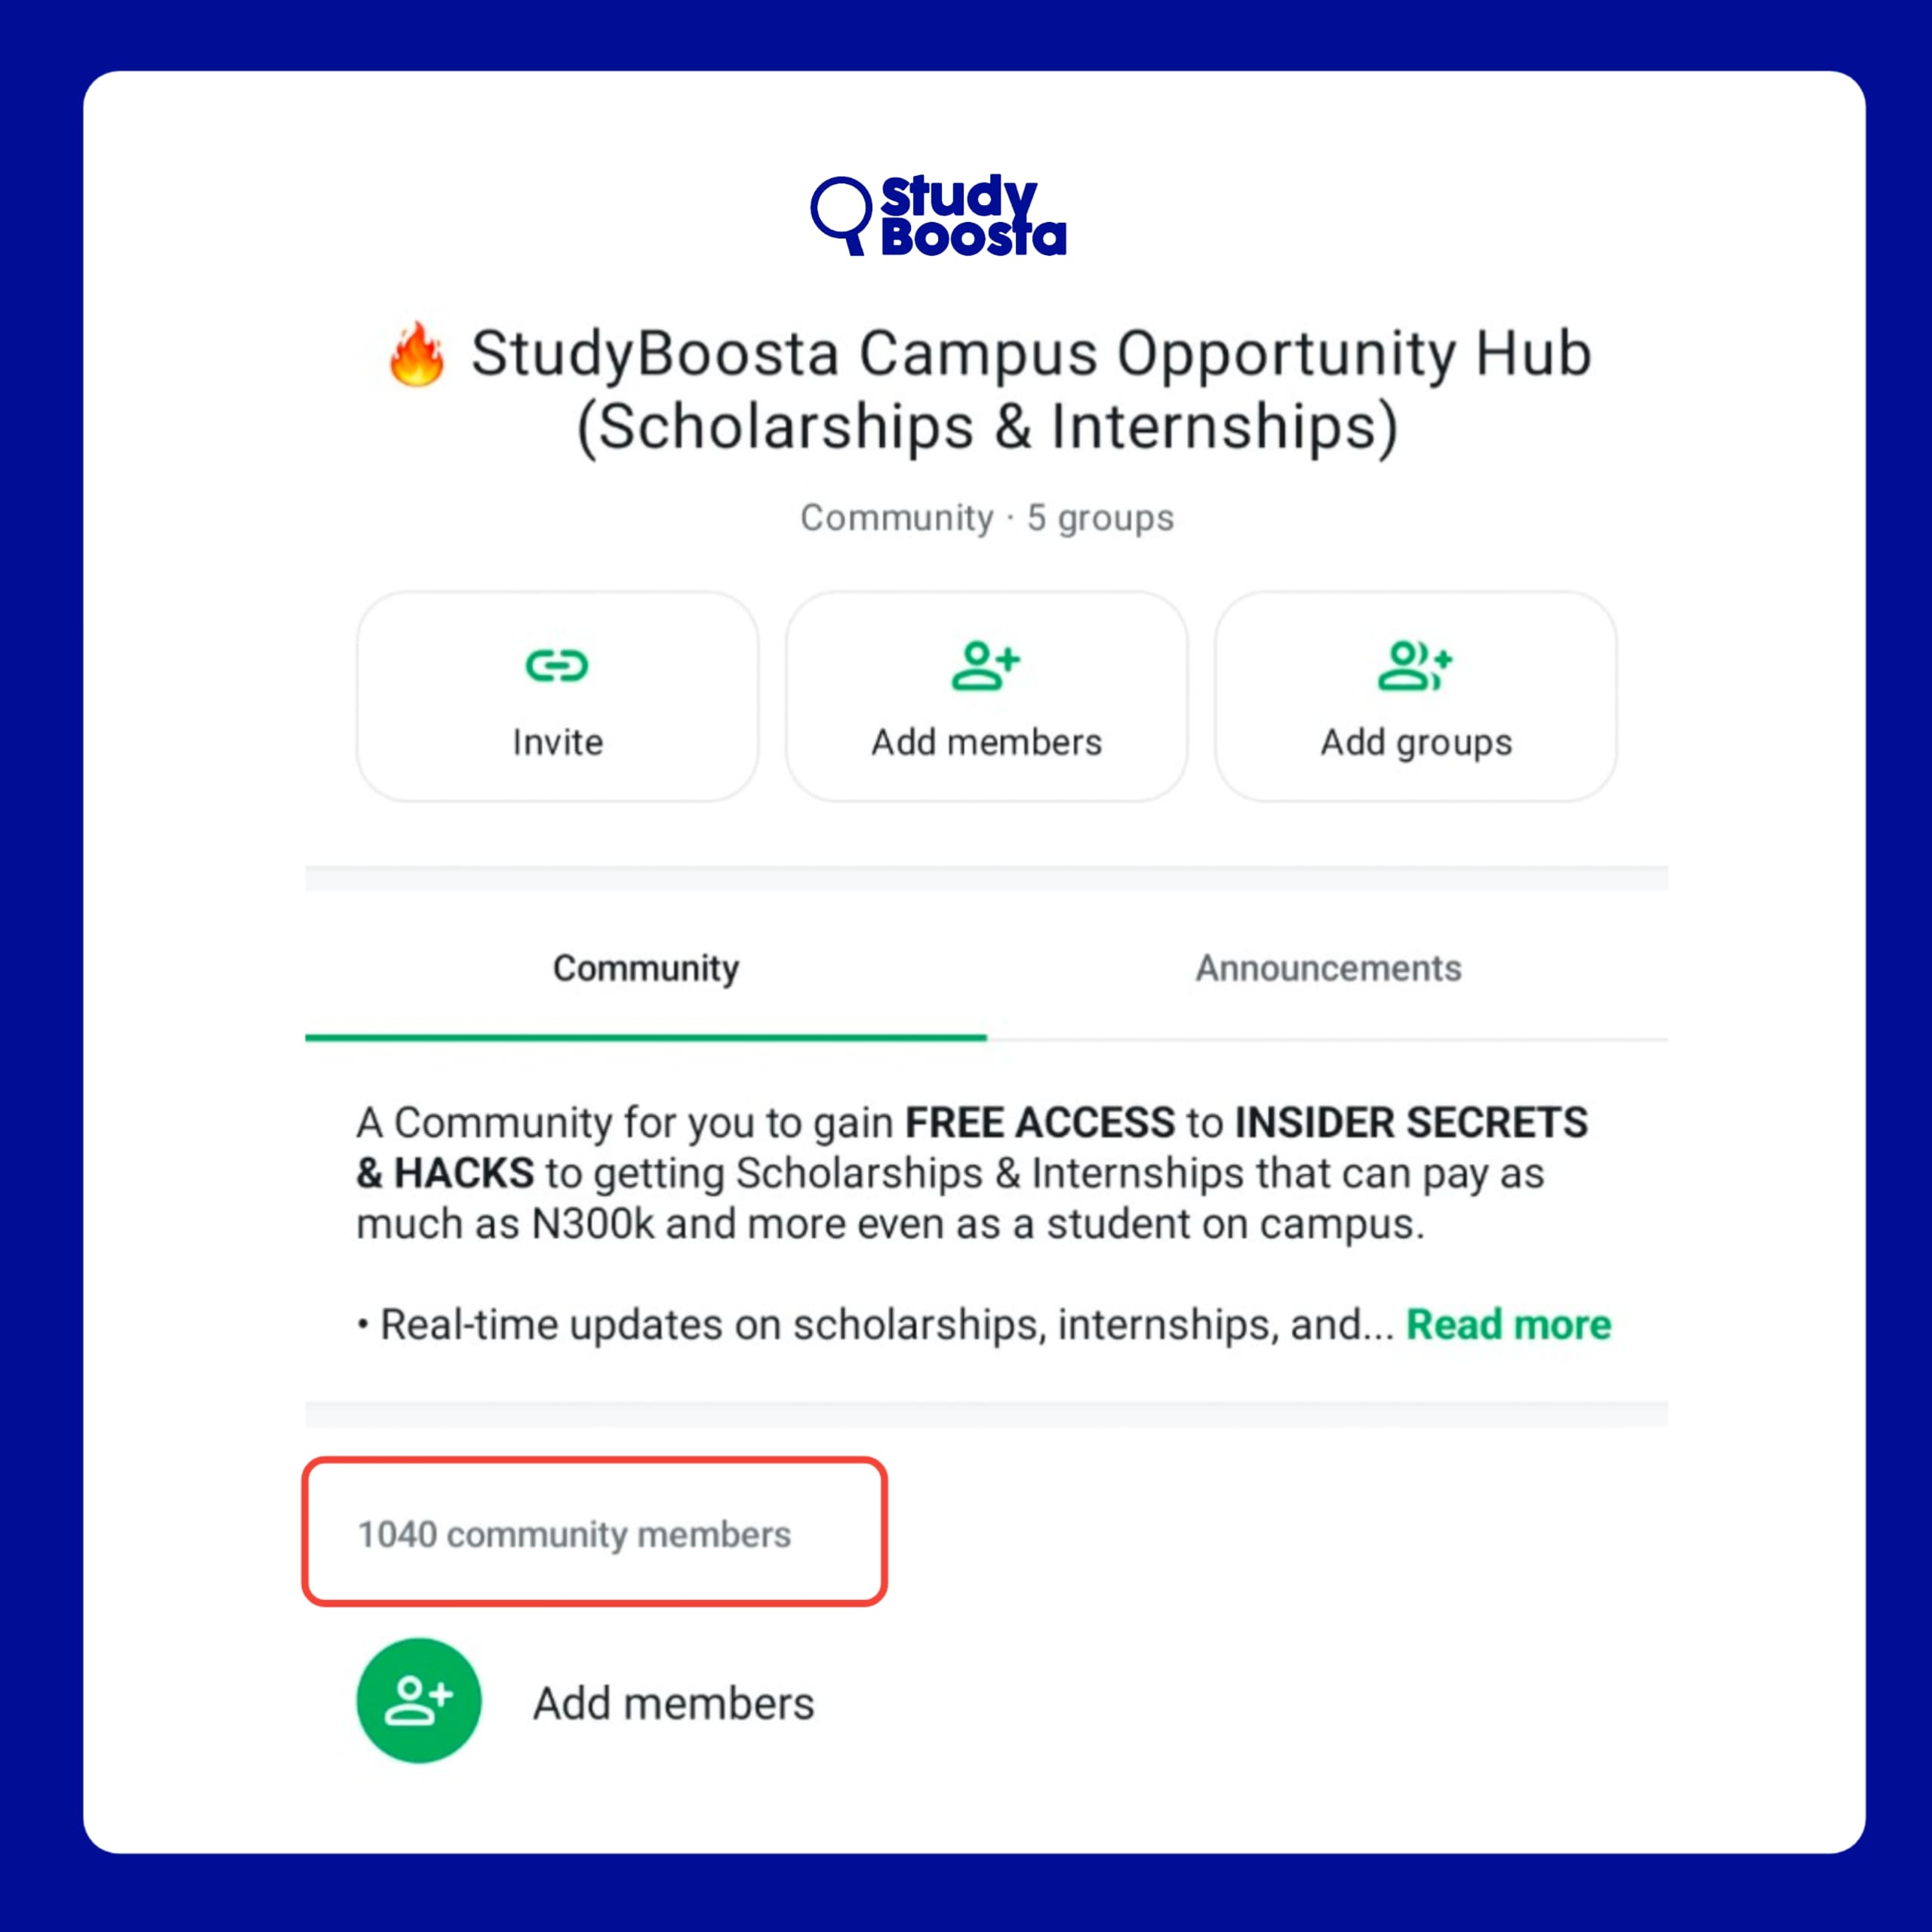 Study
Boosta
🔥 StudyBoosta Campus Opportunity Hub
(Scholarships & Internships)
Community · 5 groups
Invite
Add members
Add groups
Community
Announcements
A Community for you to gain FREE ACCESS to INSIDER SECRETS
& HACKS to getting Scholarships & Internships that can pay as
much as N300k and more even as a student on campus.
• Real-time updates on scholarships, internships, and... Read more
1040 community members
Add members